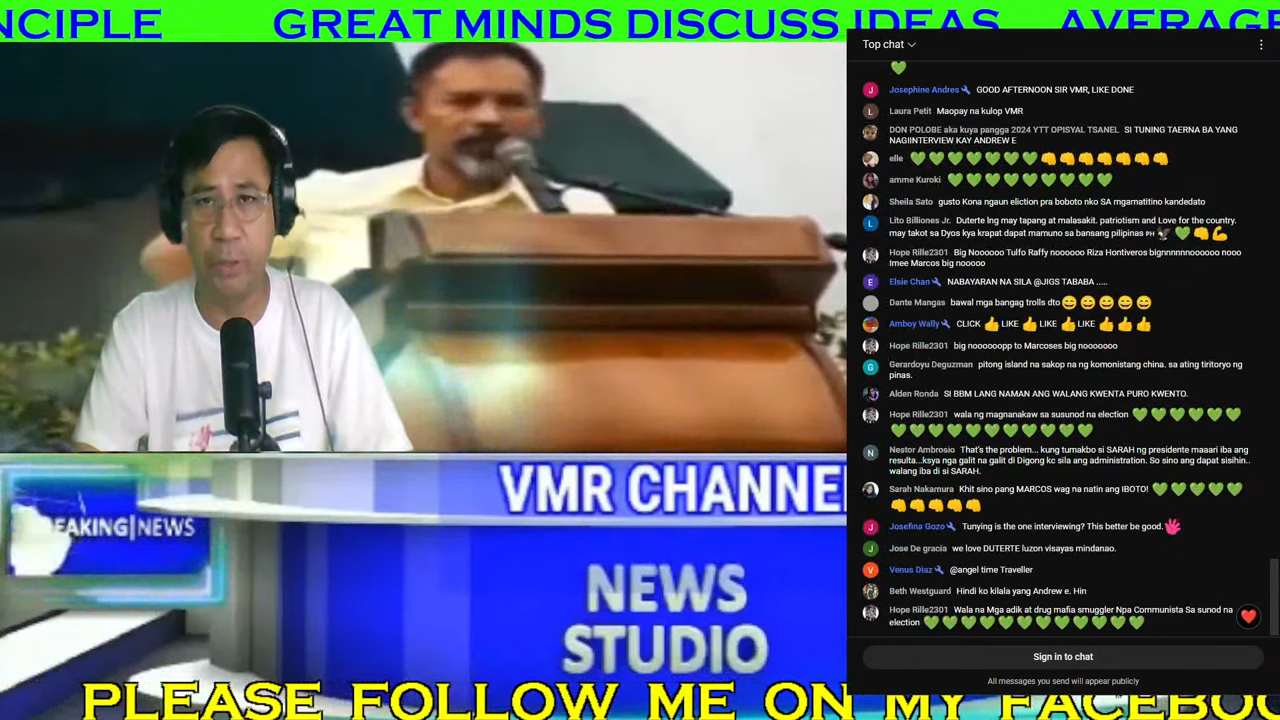 NCIPLE GREAT MINDS DISCUSS IDEAS AVERAGE
Top chat
Josephine Andres GOOD AFTERNOON SIR VMR, LIKE DONE
Laura Petit Maopay na kulop VMR
DON POLOBE aka kuya pangga 2024 YTT OPISYAL TSANEL SI TUNING TAERNA BA YANG
NAGIINTERVIEW KAY ANDREW E
elle
amme Kuroki
Sheila Sato gusto Kona ngaun eliction pra boboto nko SA mgamatitino kandedato
Lito Billiones Jr. Duterte lng may tapang at malasakit. patriotism and Love for the country.
may takot sa Dyos kya krapat dapat mamuno sa bansang pilipinas PH
Hope Rille2301 Big Noooooo Tulfo Raffy noooooo Riza Hontiveros bignnnnnnoooooo nooo
Imee Marcos big nooooo
Elsie Chan NABAYARAN NA SILA @JIGS TABABA .....
Dante Mangas bawal mga bangag trolls dto
Amboy Wally CLICK LIKE LIKE LIKE
Hope Rille2301 big nooooooopp to Marcoses big nooooooo
Gerardoyu Deguzman pitong island na sakop na ng komonistang china. sa ating tiritoryo ng
pinas.
Alden Ronda SI BBM LANG NAMAN ANG WALANG KWENTA PURO KWENTO.
Hope Rille2301 wala ng magnanakaw sa susunod na election
Nestor Ambrosio That's the problem... kung tumakbo si SARAH ng presidente maaari iba ang
resulta...ksya nga galit na galit di Digong kc sila ang administration. So sino ang dapat sisihin..
walang iba di si SARAH.
Sarah Nakamura Khit sino pang MARCOS wag na natin ang IBOTO!
Josefina Gozo Tunying is the one interviewing? This better be good.
Jose De gracia we love DUTERTE luzon visayas mindanao.
Venus Diaz @angel time Traveller
Beth Westguard Hindi ko kilala yang Andrew e. Hin
Hope Rille2301 Wala na Mga adik at drug mafia smuggler Npa Communista Sa sunod na
election
Sign in to chat
All messages you send will appear publicly
VMR CHANNE
EAKING|NEWS
NEWS
STUDIO
PLEASE FOLLOW ME ON MY FACEBOO